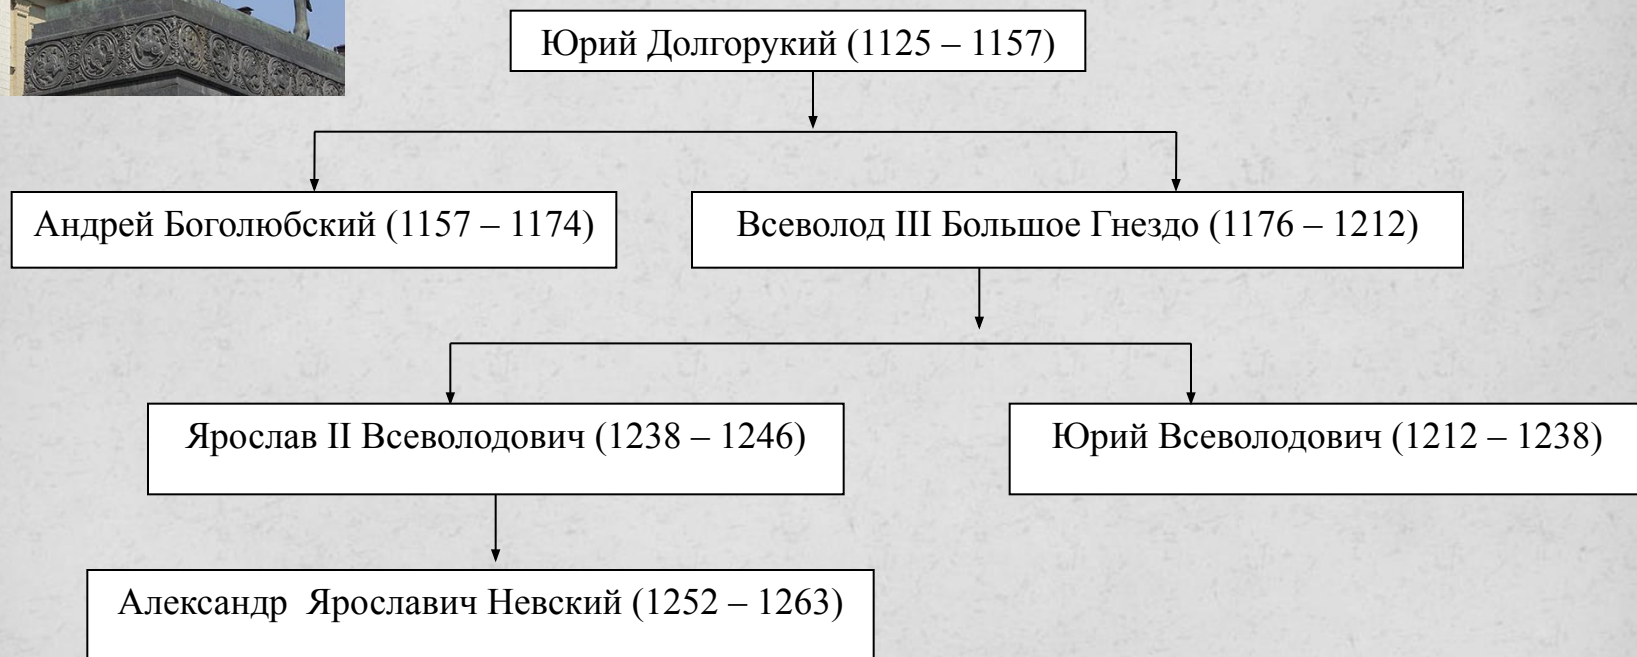 Юрий Долгорукий (1125 – 1157)
Андрей Боголюбский (1157 – 1174)
Всеволод III Большое Гнездо (1176 – 1212)
Ярослав II Всеволодович (1238 – 1246)
Юрий Всеволодович (1212 – 1238)
Александр  Ярославич Невский (1252 – 1263)